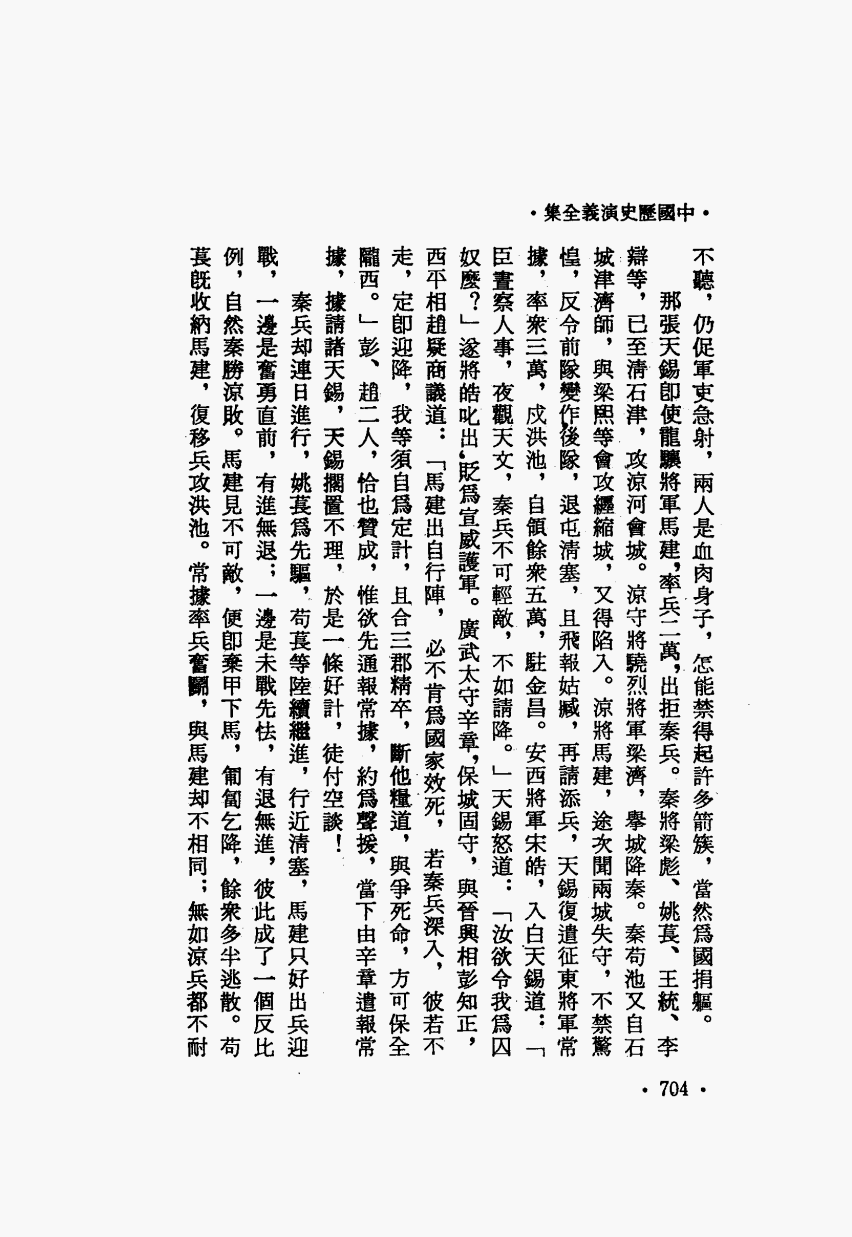 ・中國歷史演義全集・
不聽，仍促軍吏急射，兩人是血肉身子，怎能禁得起許多箭簇，當然爲國捐軀。
那張天錫卽使龍驤將軍馬建，率兵二萬，出拒秦兵。秦將梁彪、姚萇、王統、李
辯等，已至清石津，攻涼河會城。涼守將驍烈將軍梁濟，舉城降秦。秦苟池又自石
城津濟師，與梁熙等會攻纏縮城，又得陷入。涼將馬建，途次聞兩城失守，不禁驚
惶，反令前隊變作後隊，退屯清塞，且飛報姑臧，再請添兵，天錫復遣征東將軍常
據，率衆三萬，戍洪池，自領餘衆五萬，駐金昌。安西將軍宋皓，入白天錫道：「
臣晝察人事，夜觀天文，秦兵不可輕敵，不如請降。」天錫怒道：「汝欲令我爲囚
奴麼？」遂將皓叱出，貶爲宣威護軍。廣武太守辛章，保城固守，與晉興相彭知正，
西平相趙疑商議道：「馬建出自行陣，必不肯爲國家效死，若秦兵深入，彼若不
走，定卽迎降，我等須自爲定計，且合三郡精卒，斷他糧道，與爭死命，方可保全
隴西。」彭、趙二人，恰也贊成，惟欲先通報常據，約爲聲援，當下由辛章遣報常
據，據請諸天錫，天錫擱置不理，於是一條好計，徒付空談！
秦兵却連日進行，姚萇爲先驅，苟萇等陸續繼進，行近清塞，馬建只好出兵迎
戰，一邊是奮勇直前，有進無退；一邊是未戰先怯，有退無進，彼此成了一個反比
例，自然秦勝涼敗。馬建見不可敵，便卽棄甲下馬，匍匐乞降，餘衆多半逃散。苟
萇旣收納馬建，復移兵攻洪池。常據率兵奮鬭，與馬建却不相同；無如涼兵都不耐
・704・